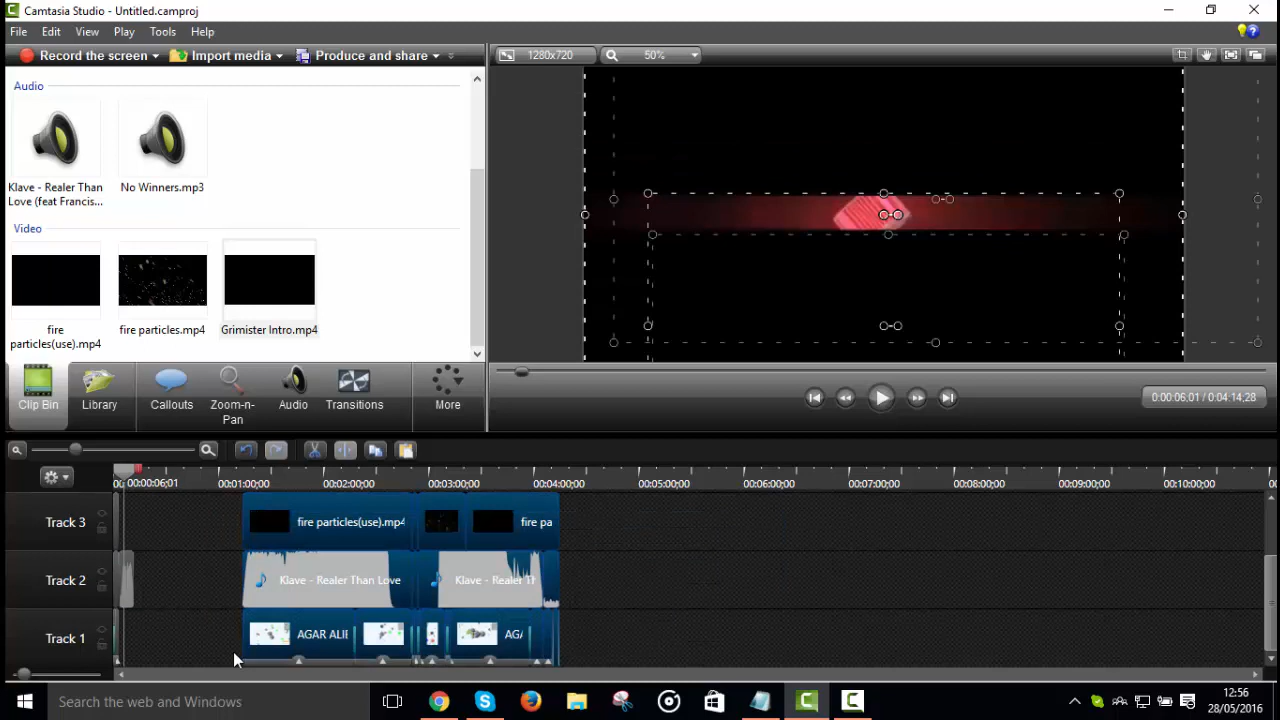 Camtasia Studio - Untitled.camproj
File Edit View Play Tools Help
Record the screen Import media Produce and share
1280x720 50%
Audio
Klave - Realer Than Love (feat Francis...
No Winners.mp3
Video
fire particles(use).mp4
fire particles.mp4
Grimister Intro.mp4
Clip Bin Library Callouts Zoom-n-Pan Audio Transitions More
0:00:06;01 / 0:04:14;28
00:00:06;01 00:01:00;00 00:02:00;00 00:03:00;00 00:04:00;00 00:05:00;00 00:06:00;00 00:07:00;00 00:08:00;00 00:09:00;00 00:10:00;00
Track 3 fire particles(use).mp4 fire pa
Track 2 Klave - Realer Than Love Klave - Realer Th
Track 1 AGAR ALIE AGA
Search the web and Windows
12:56
28/05/2016